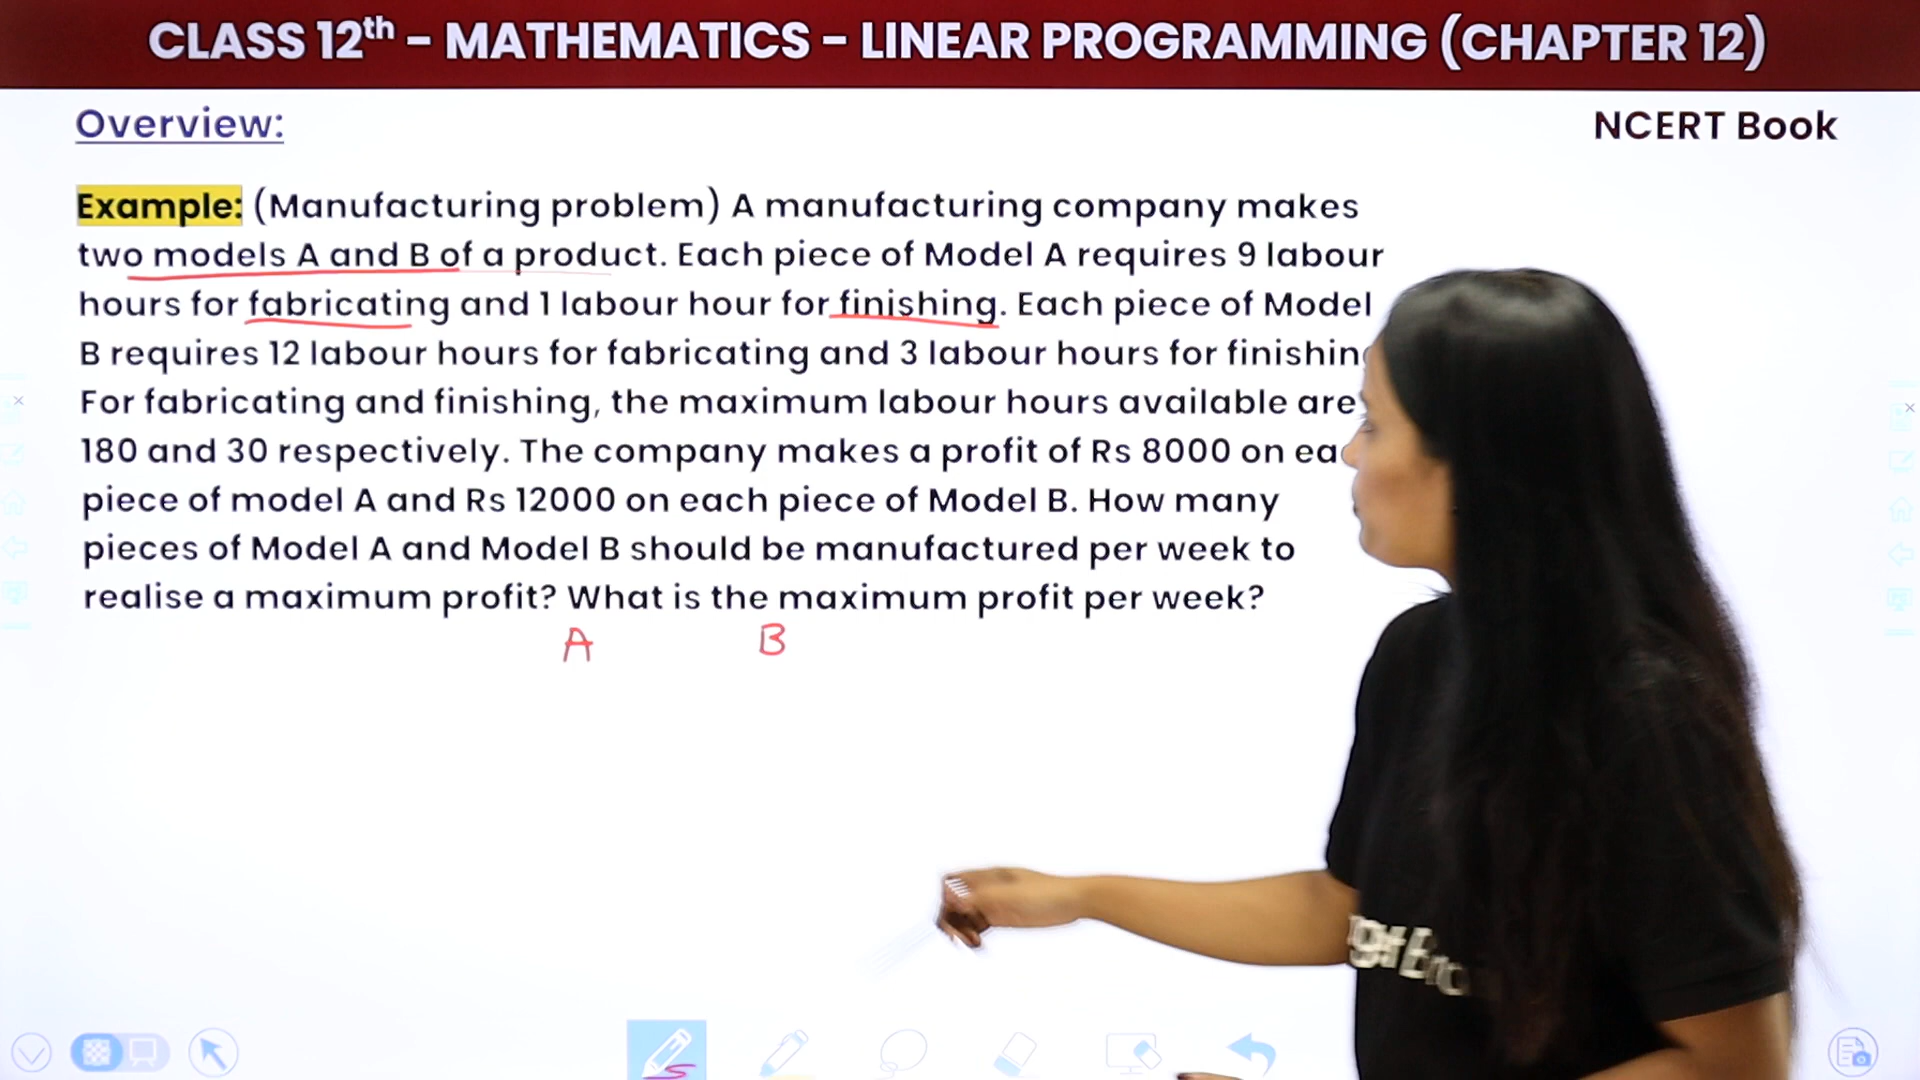 CLASS 12th - MATHEMATICS - LINEAR PROGRAMMING (CHAPTER 12)
Overview:
NCERT Book
Example: (Manufacturing problem) A manufacturing company makes
two models A and B of a product. Each piece of Model A requires 9 labour
hours for fabricating and 1 labour hour for finishing. Each piece of Model
B requires 12 labour hours for fabricating and 3 labour hours for
For fabricating and finishing, the maximum labour hours available are
180 and 30 respectively. The company makes a profit of Rs 8000 on
piece of model A and Rs 12000 on each piece of Model B. How many
pieces of Model A and Model B should be manufactured per week to
realise a maximum profit? What is the maximum profit per week?
A B